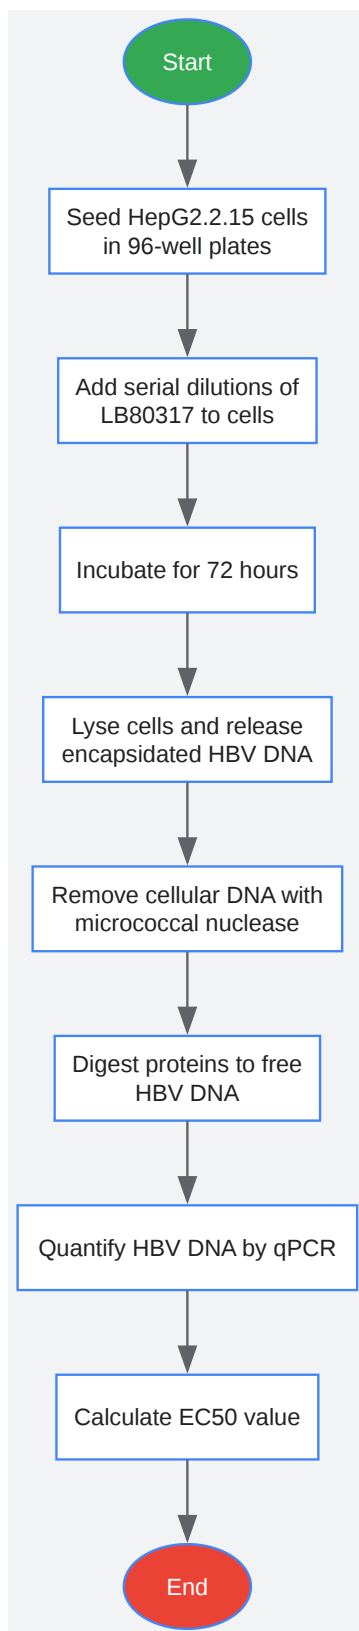 Start
Seed HepG2.2.15 cells
in 96-well plates
Add serial dilutions of
LB80317 to cells
Incubate for 72 hours
Lyse cells and release
encapsidated HBV DNA
Remove cellular DNA with
micrococcal nuclease
Digest proteins to free
HBV DNA
Quantify HBV DNA by qPCR
Calculate EC50 value
End